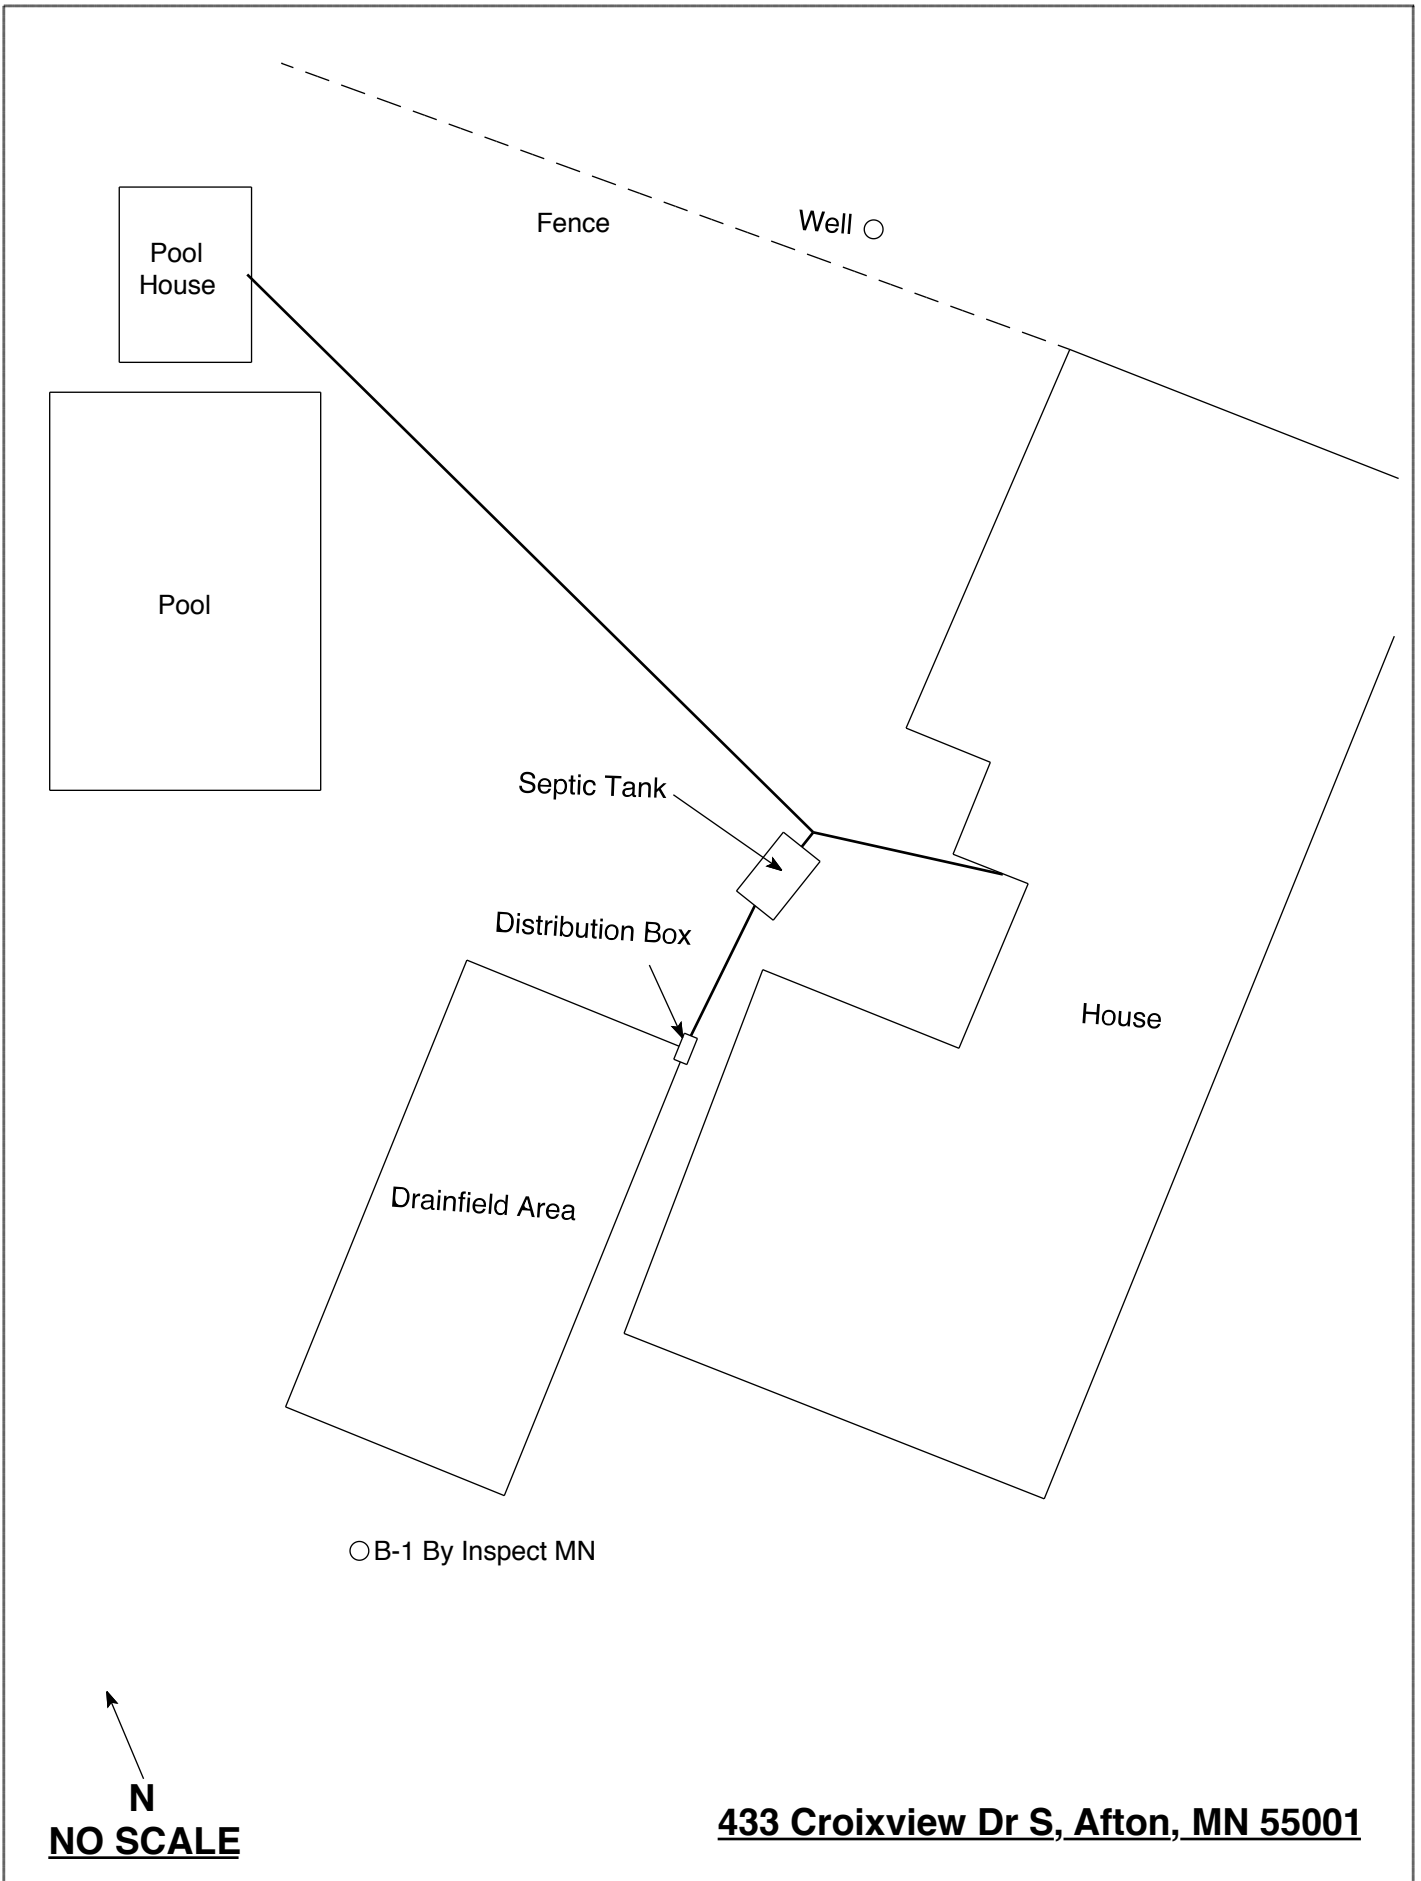 Fence
Well
Pool
House
Pool
Septic Tank
Distribution Box
House
Drainfield Area
B-1 By Inspect MN
N
NO SCALE
433 Croixview Dr S, Afton, MN 55001